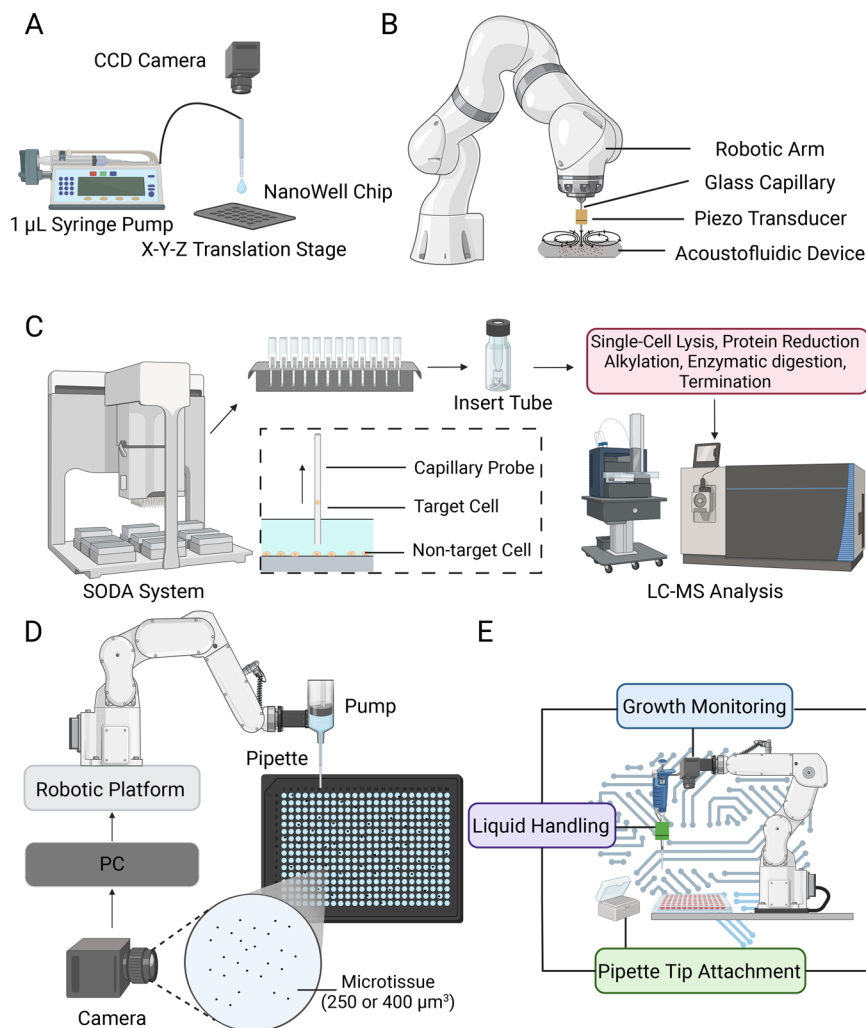 A
CCD Camera
NanoWell Chip
1 µL Syringe Pump
X-Y-Z Translation Stage
B
Robotic Arm
Glass Capillary
Piezo Transducer
Acoustofluidic Device
C
Insert Tube
Single-Cell Lysis, Protein Reduction
Alkylation, Enzymatic digestion,
Termination
Capillary Probe
Target Cell
Non-target Cell
SODA System
LC-MS Analysis
D
Pump
Pipette
Robotic Platform
PC
Camera
Microtissue
(250 or 400 µm³)
E
Growth Monitoring
Liquid Handling
Pipette Tip Attachment